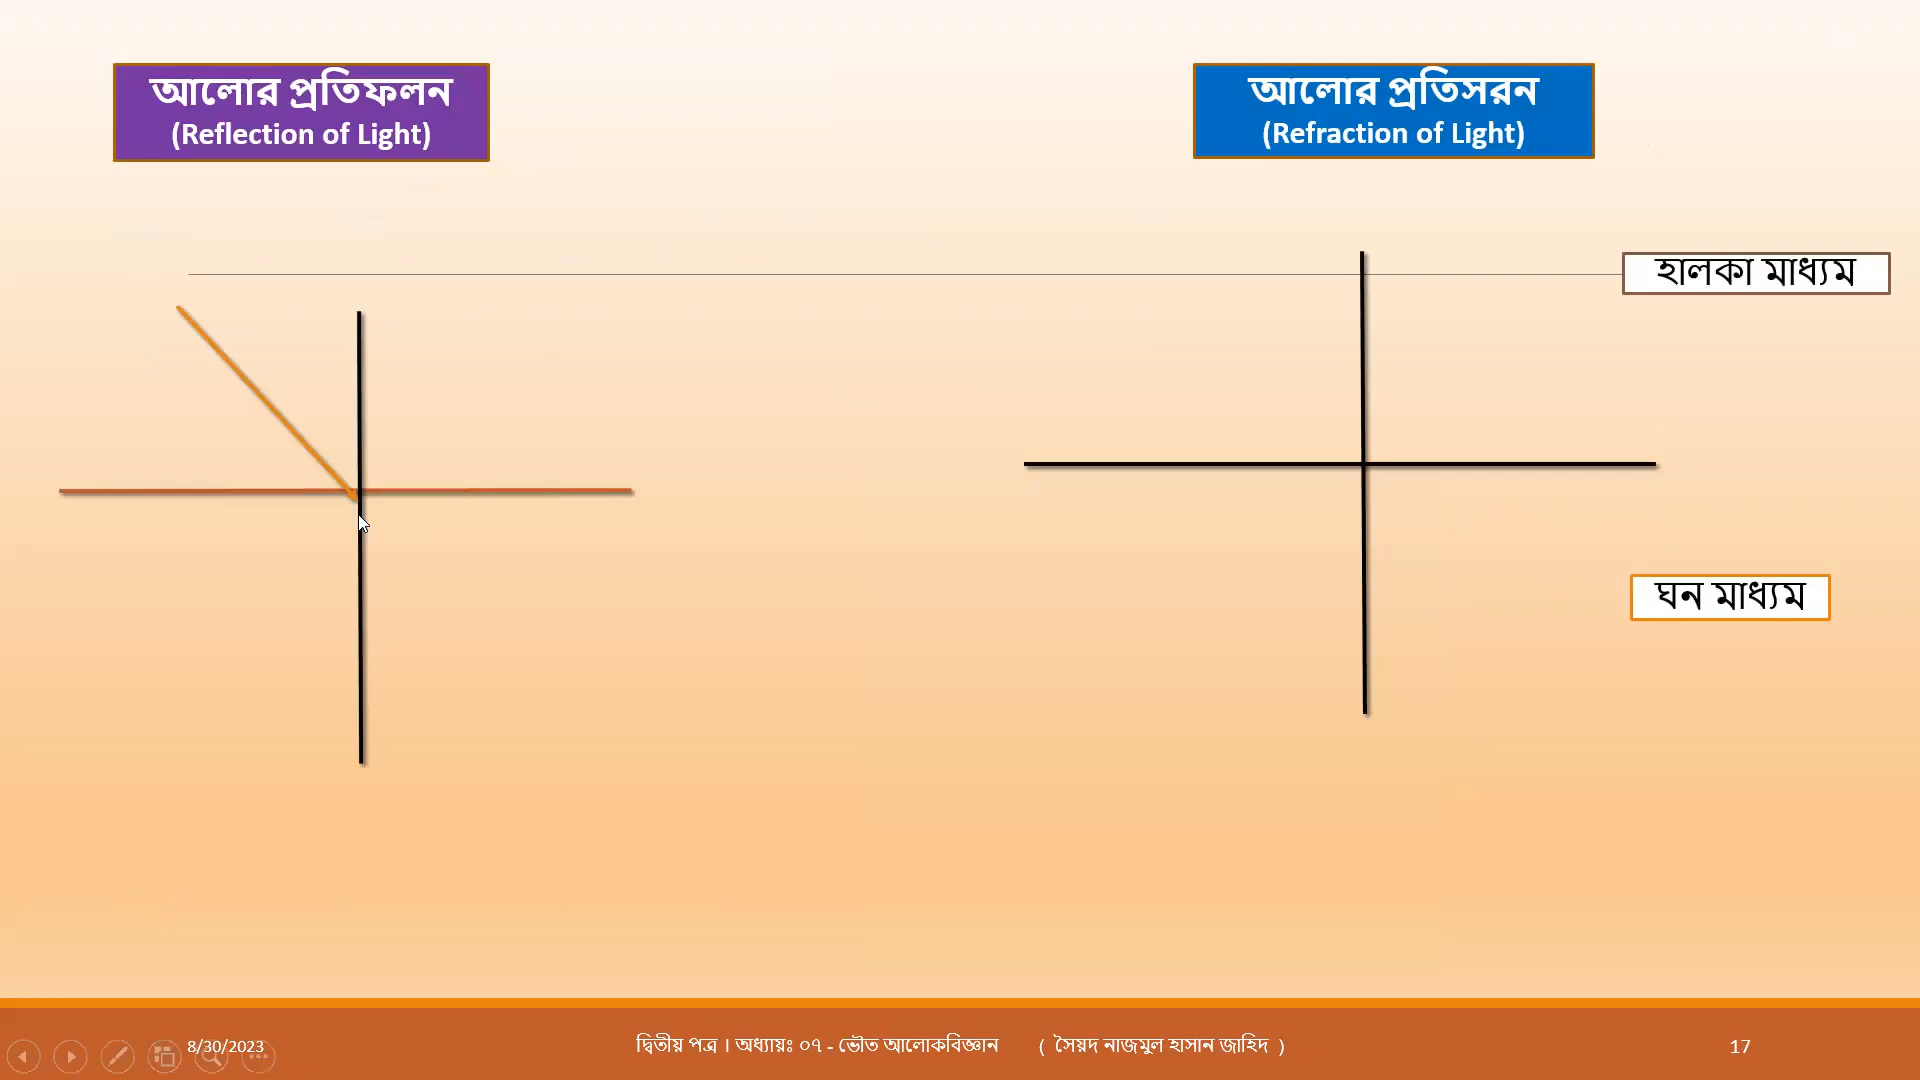 আলোর প্রতিফলন
(Reflection of Light)
আলোর প্রতিসরন
(Refraction of Light)
হালকা মাধ্যম
ঘন মাধ্যম
8/30/2023
দ্বিতীয় পত্র । অধ্যায়ঃ ০৭ - ভৌত আলোকবিজ্ঞান ( সৈয়দ নাজমুল হাসান জাহিদ )
17